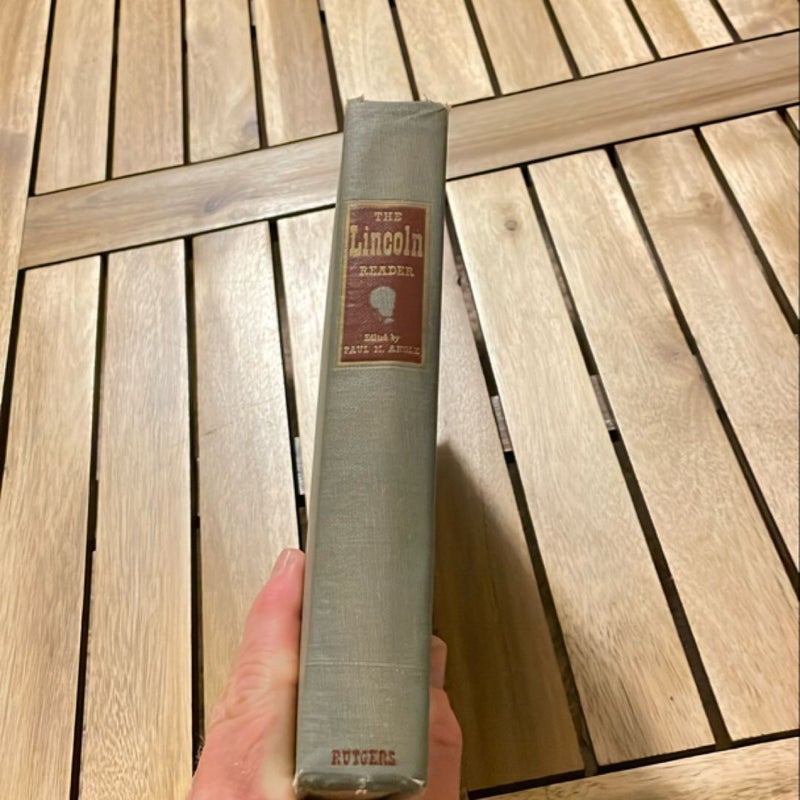 THE
Lincoln
READER
Edited by
PAUL M. ANGLE
RUTGERS